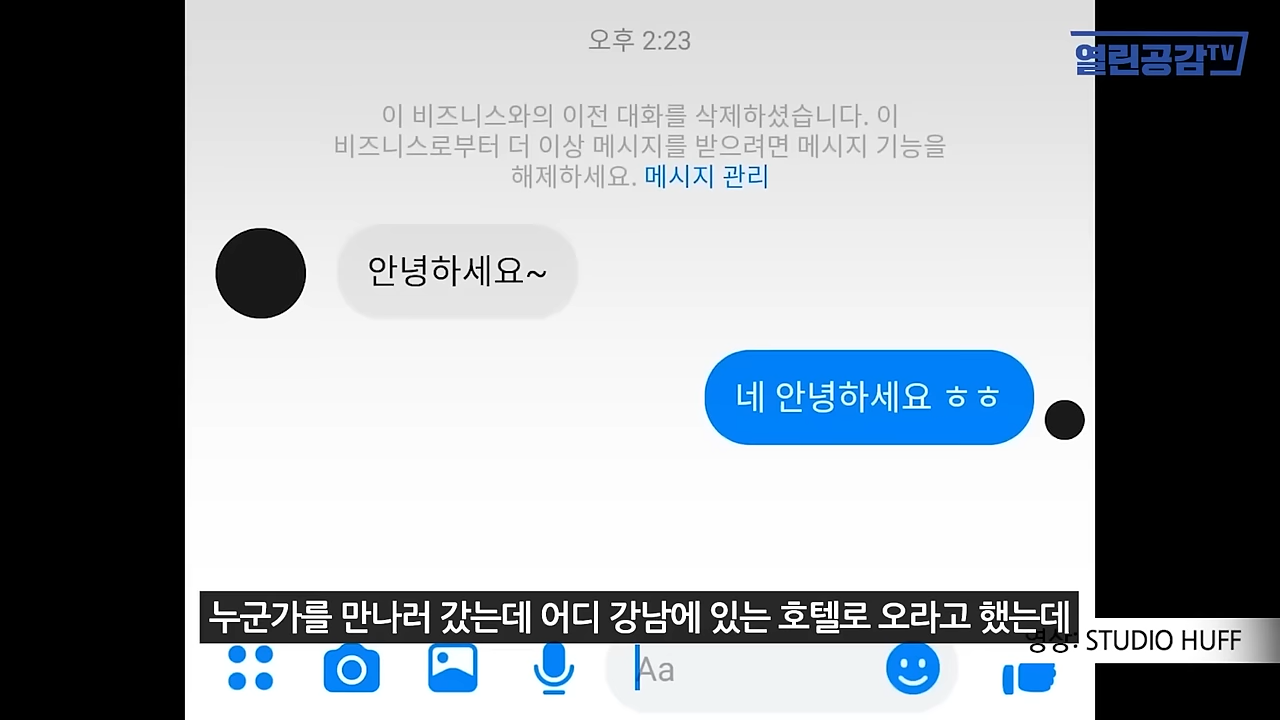 오후 2:23
열린공감TV
이 비즈니스와의 이전 대화를 삭제하셨습니다. 이
비즈니스로부터 더 이상 메시지를 받으려면 메시지 기능을
해제하세요. 메시지 관리
안녕하세요~
네 안녕하세요 ㅎㅎ
누군가를 만나러 갔는데 어디 강남에 있는 호텔로 오라고 했는데
영상: STUDIO HUFF
Aa